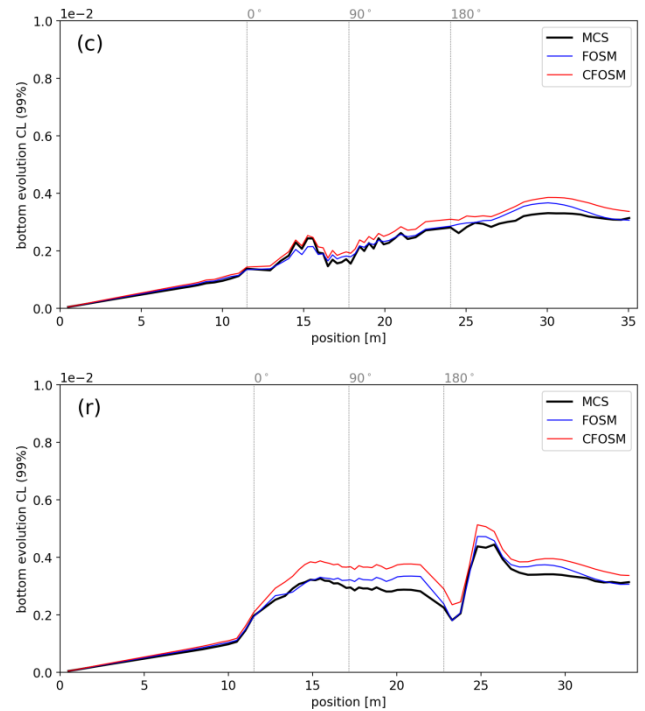 1e−2
0°
90°
180°
(c)
MCS
FOSM
CFOSM
bottom evolution CL (99%)
1.0
0.8
0.6
0.4
0.2
0.0
0
5
10
15
20
25
30
35
position [m]
1e−2
0°
90°
180°
(r)
MCS
FOSM
CFOSM
bottom evolution CL (99%)
1.0
0.8
0.6
0.4
0.2
0.0
0
5
10
15
20
25
30
position [m]